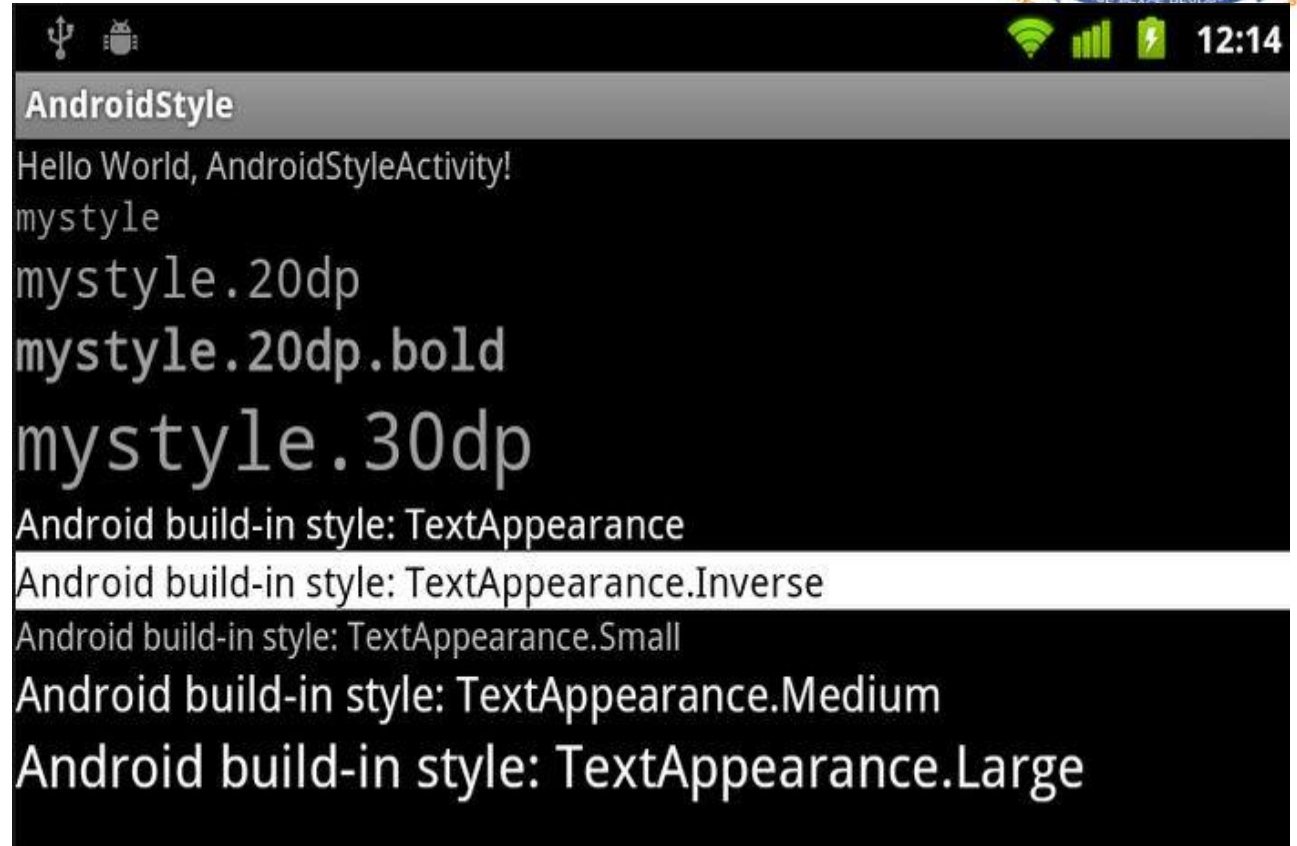 12:14
AndroidStyle
Hello World, AndroidStyleActivity!
mystyle
mystyle.20dp
mystyle.20dp.bold
mystyle.30dp
Android build-in style: TextAppearance
Android build-in style: TextAppearance.Inverse
Android build-in style: TextAppearance.Small
Android build-in style: TextAppearance.Medium
Android build-in style: TextAppearance.Large